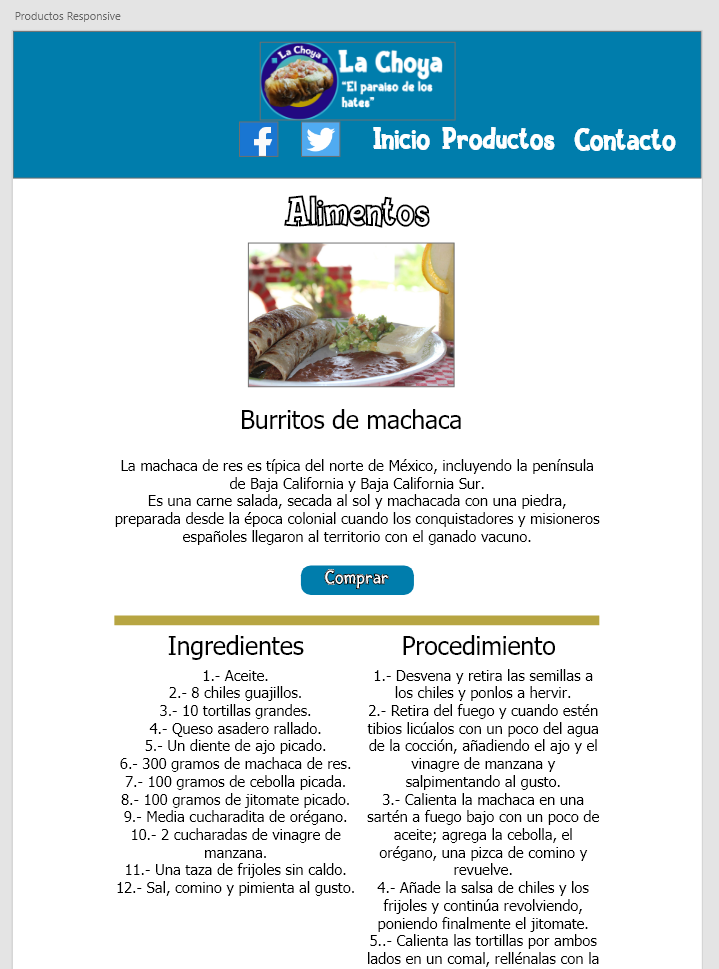 Productos Responsive
La Choya
La Choya
"El paraiso de los
hates"
Inicio Productos Contacto
Alimentos
Burritos de machaca
La machaca de res es típica del norte de México, incluyendo la península
de Baja California y Baja California Sur.
Es una carne salada, secada al sol y machacada con una piedra,
preparada desde la época colonial cuando los conquistadores y misioneros
españoles llegaron al territorio con el ganado vacuno.
Comprar
Ingredientes
1.- Aceite.
2.- 8 chiles guajillos.
3.- 10 tortillas grandes.
4.- Queso asadero rallado.
5.- Un diente de ajo picado.
6.- 300 gramos de machaca de res.
7.- 100 gramos de cebolla picada.
8.- 100 gramos de jitomate picado.
9.- Media cucharadita de orégano.
10.- 2 cucharadas de vinagre de
manzana.
11.- Una taza de frijoles sin caldo.
12.- Sal, comino y pimienta al gusto.
Procedimiento
1.- Desvena y retira las semillas a
los chiles y ponlos a hervir.
2.- Retira del fuego y cuando estén
tibios licúalos con un poco del agua
de la cocción, añadiendo el ajo y el
vinagre de manzana y
salpimentando al gusto.
3.- Calienta la machaca en una
sartén a fuego bajo con un poco de
aceite; agrega la cebolla, el
orégano, una pizca de comino y
revuelve.
4.- Añade la salsa de chiles y los
frijoles y continúa revolviendo,
poniendo finalmente el jitomate.
5..- Calienta las tortillas por ambos
lados en un comal, rellénalas con la